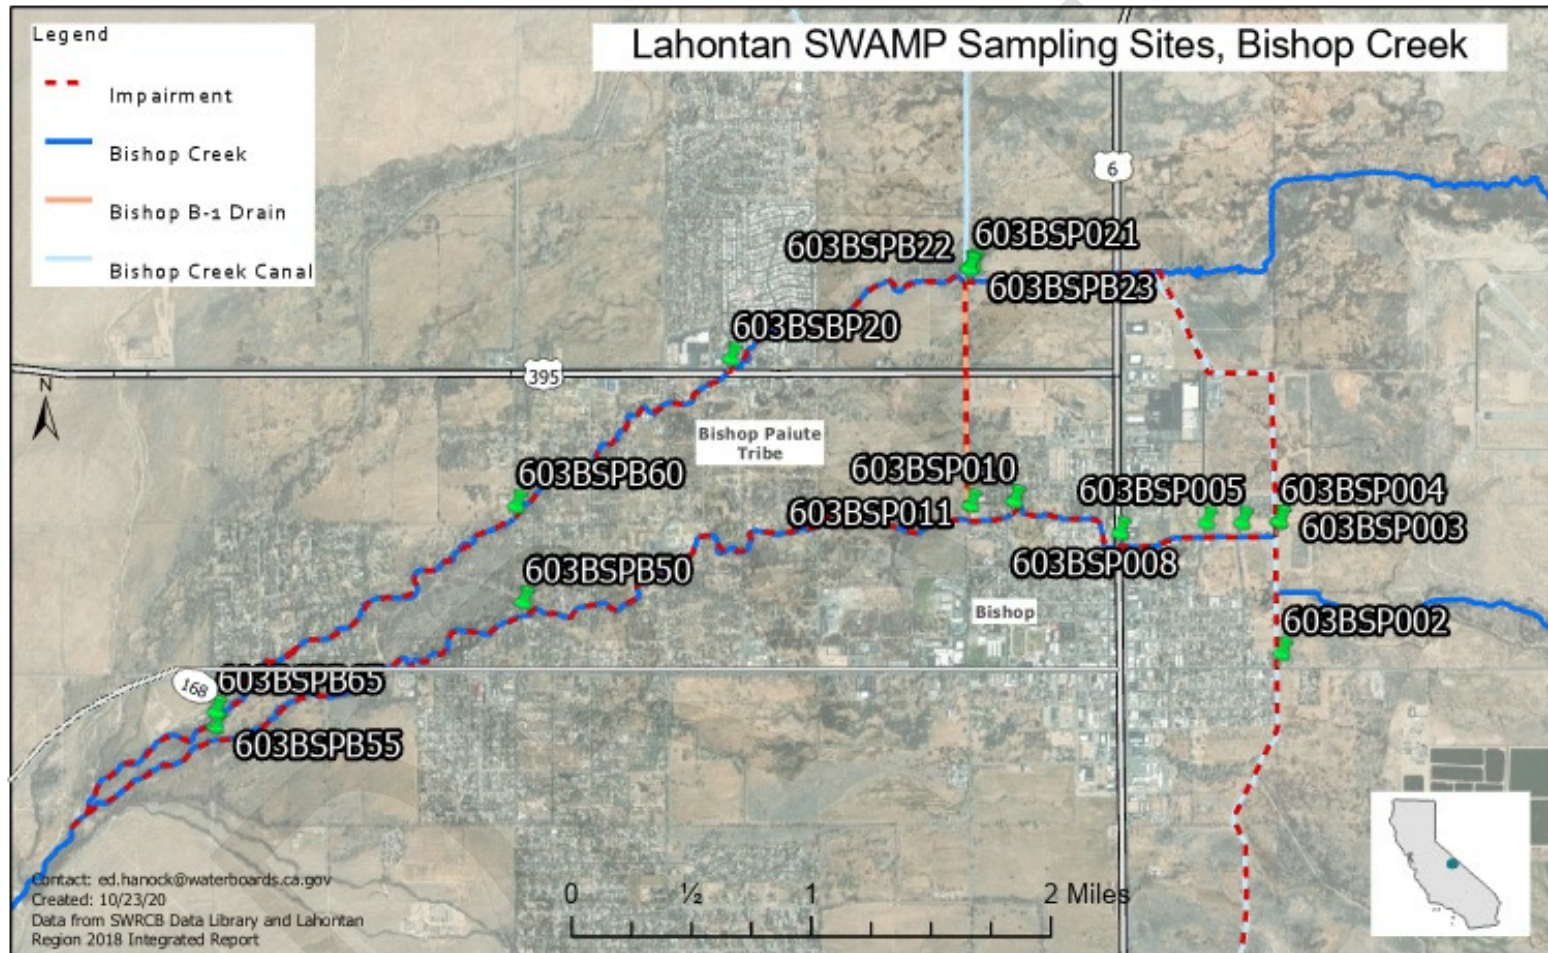 Legend
Impairment
Bishop Creek
Bishop B-1 Drain
Bishop Creek Canal
Lahontan SWAMP Sampling Sites, Bishop Creek
6
603BSPB22
603BSP021
603BSPB23
603BSBP20
395
N
Bishop Paiute
Tribe
603BSPB60
603BSP010
603BSP011
603BSP005
603BSP004
603BSP003
603BSP008
603BSPB50
Bishop
603BSP002
168
603BSPB65
603BSPB55
Contact: ed.hanock@waterboards.ca.gov
Created: 10/23/20
Data from SWRCB Data Library and Lahontan
Region 2018 Integrated Report
0 ½ 1 2 Miles